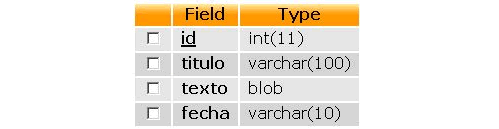 Field Type
id int(11)
titulo varchar(100)
texto blob
fecha varchar(10)